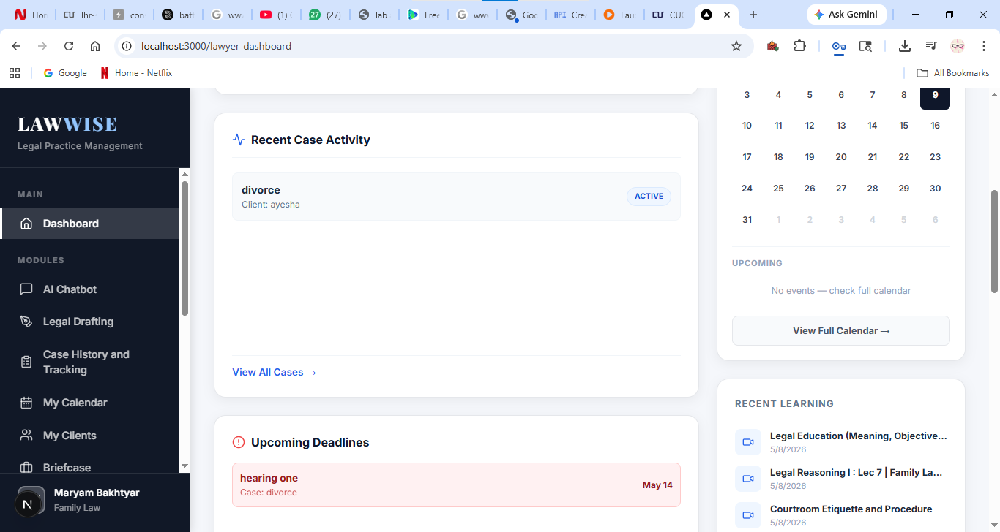 Hor
lhr-
con
batt
www
(1) (
27
(27)
lab
Free
www
Goc
API
Crea
Lau
CUC
Ask Gemini
localhost:3000/lawyer-dashboard
Google
Home - Netflix
All Bookmarks
LAWWISE
Legal Practice Management
MAIN
Dashboard
MODULES
AI Chatbot
Legal Drafting
Case History and
Tracking
My Calendar
My Clients
Briefcase
N
Maryam Bakhtyar
Family Law
Recent Case Activity
divorce
Client: ayesha
ACTIVE
View All Cases →
Upcoming Deadlines
hearing one
Case: divorce
May 14
3 4 5 6 7 8 9
10 11 12 13 14 15 16
17 18 19 20 21 22 23
24 25 26 27 28 29 30
31 1 2 3 4 5 6
UPCOMING
No events — check full calendar
View Full Calendar →
RECENT LEARNING
Legal Education (Meaning, Objective...
5/8/2026
Legal Reasoning I : Lec 7 | Family La...
5/8/2026
Courtroom Etiquette and Procedure
5/8/2026